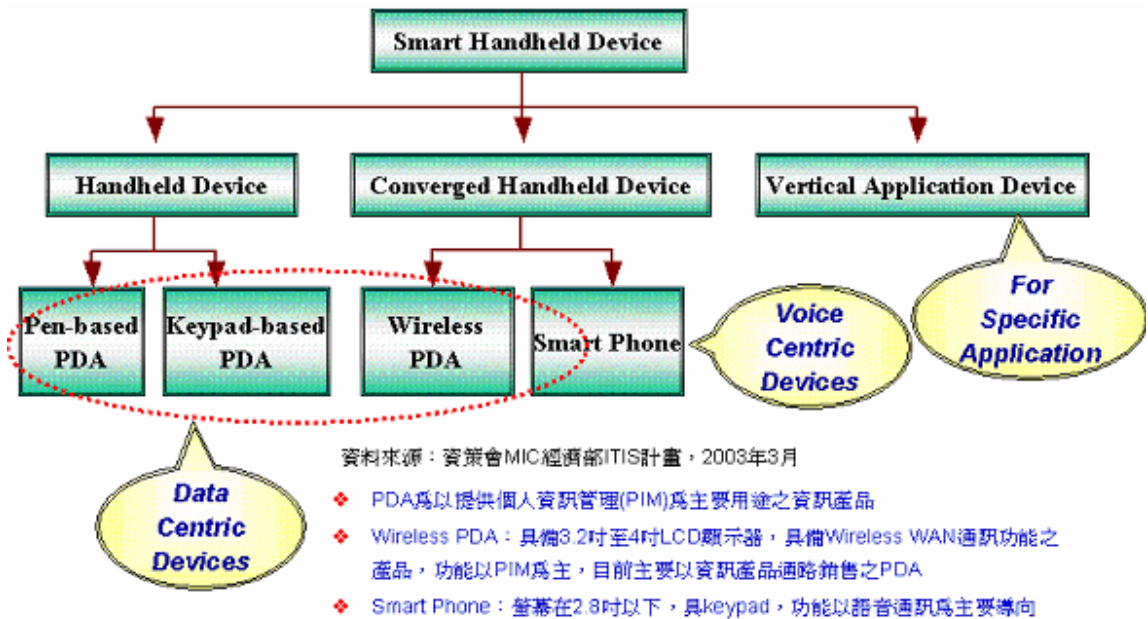 Smart Handheld Device
Handheld Device
Converged Handheld Device
Vertical Application Device
Pen-based
PDA
Keypad-based
PDA
Wireless
PDA
Smart Phone
Voice
Centric
Devices
For
Specific
Application
Data
Centric
Devices
資料來源：資策會MIC經濟部ITIS計畫，2003年3月
PDA為以提供個人資訊管理(PIM)為主要用途之資訊產品
Wireless PDA：具備3.2吋至4吋LCD顯示器，具備Wireless WAN通訊功能之
產品，功能以PIM為主，目前主要以資訊產品通路銷售之PDA
Smart Phone：螢幕在2.8吋以下，具keypad，功能以語音通訊為主要導向